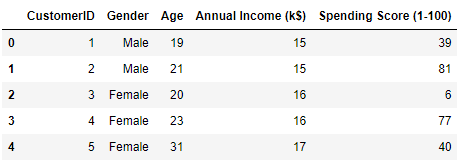 CustomerID Gender Age Annual Income (k$) Spending Score (1-100)
0 1 Male 19 15 39
1 2 Male 21 15 81
2 3 Female 20 16 6
3 4 Female 23 16 77
4 5 Female 31 17 40